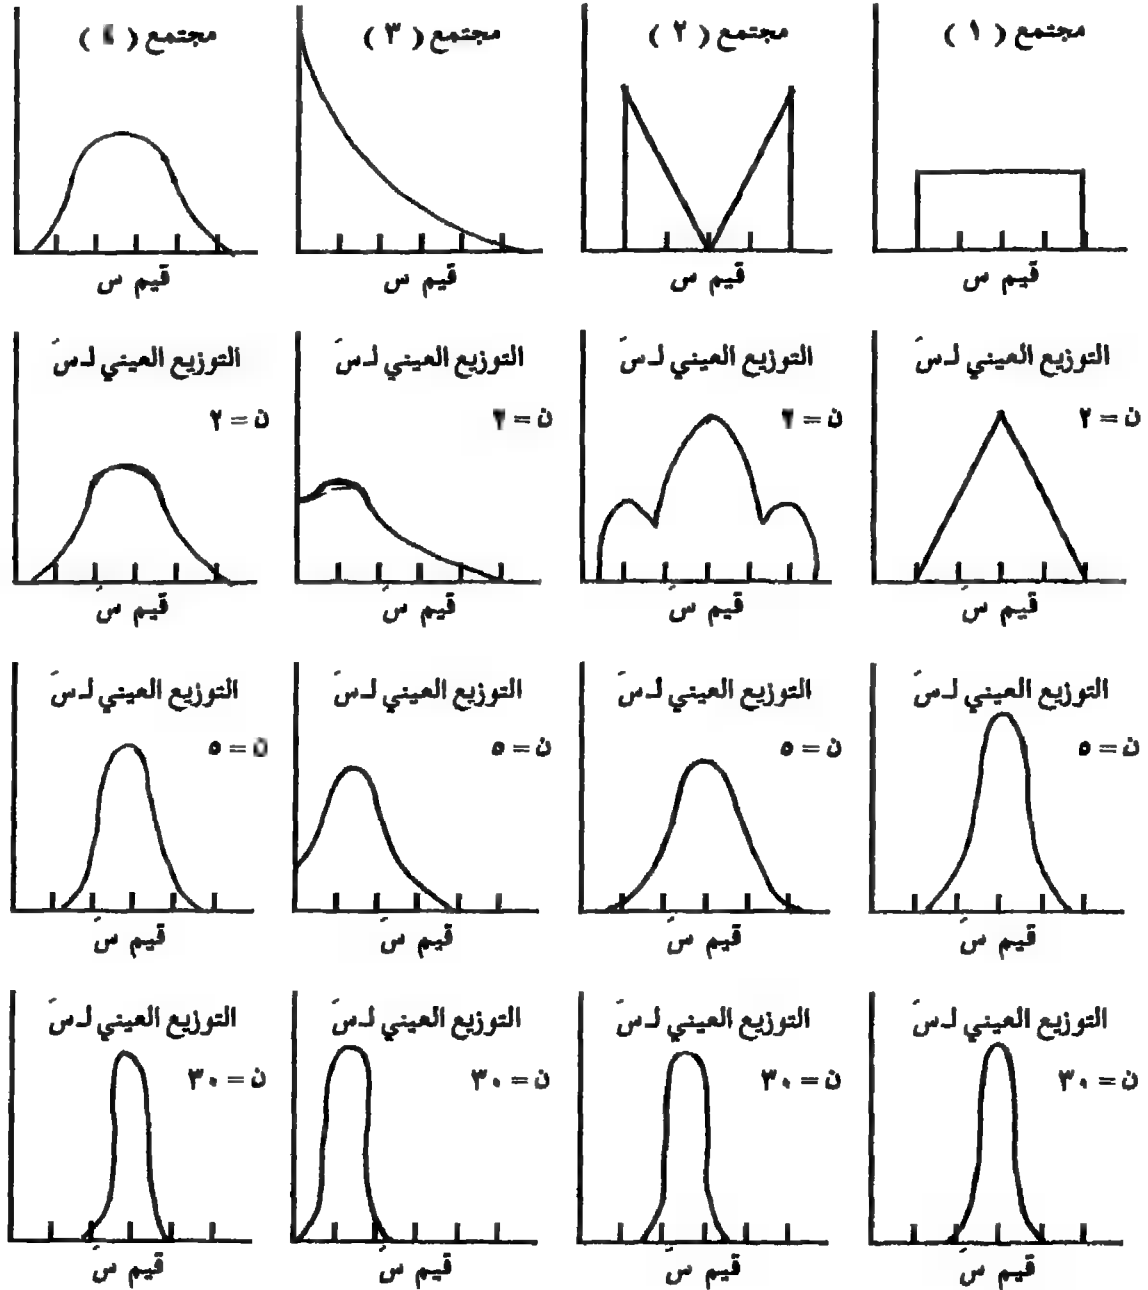 مجتمع ( ١ )
مجتمع ( ٢ )
مجتمع ( ٣ )
مجتمع ( ٤ )
قيم س
قيم س
قيم س
قيم س
التوزيع العيني لـ سَ
التوزيع العيني لـ سَ
التوزيع العيني لـ سَ
التوزيع العيني لـ سَ
ن = ٢
ن = ٢
ن = ٢
ن = ٢
قيم سَ
قيم سَ
قيم سَ
قيم سَ
التوزيع العيني لـ سَ
التوزيع العيني لـ سَ
التوزيع العيني لـ سَ
التوزيع العيني لـ سَ
ن = ٥
ن = ٥
ن = ٥
ن = ٥
قيم سَ
قيم سَ
قيم سَ
قيم سَ
التوزيع العيني لـ سَ
التوزيع العيني لـ سَ
التوزيع العيني لـ سَ
التوزيع العيني لـ سَ
ن = ٣٠
ن = ٣٠
ن = ٣٠
ن = ٣٠
قيم سَ
قيم سَ
قيم سَ
قيم سَ